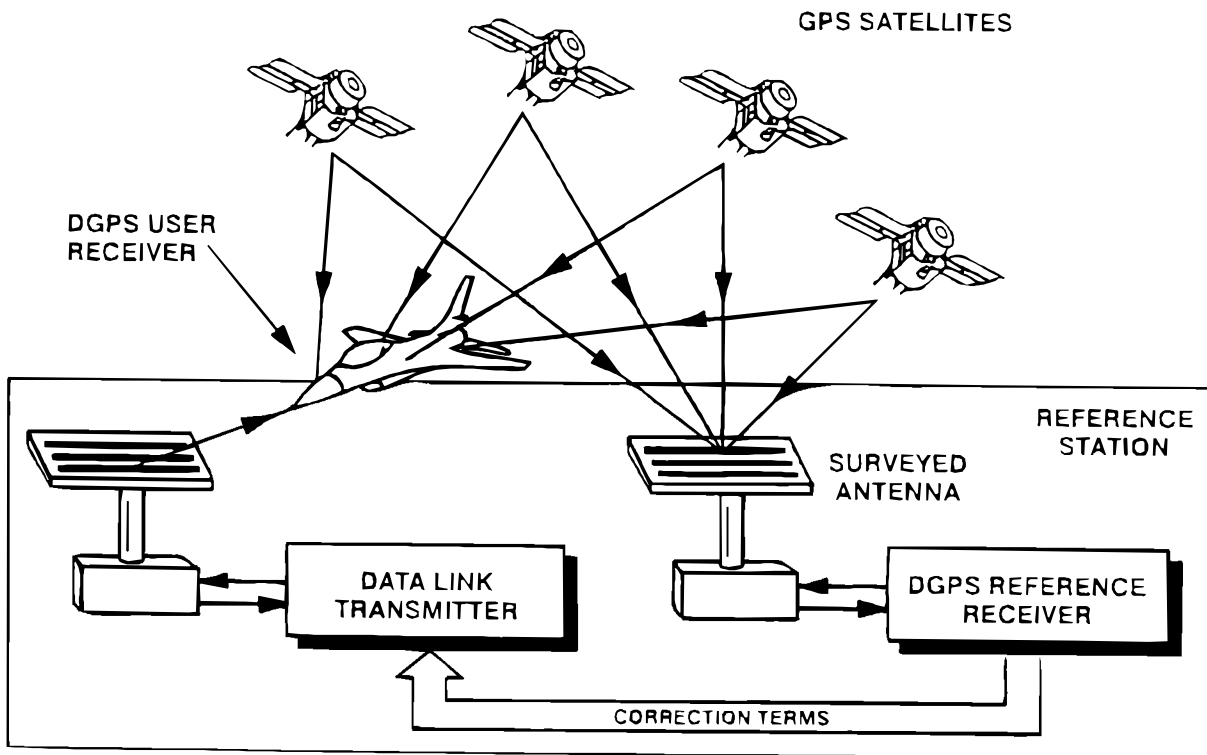 GPS SATELLITES
DGPS USER
RECEIVER
REFERENCE
STATION
SURVEYED
ANTENNA
DATA LINK
TRANSMITTER
DGPS REFERENCE
RECEIVER
CORRECTION TERMS